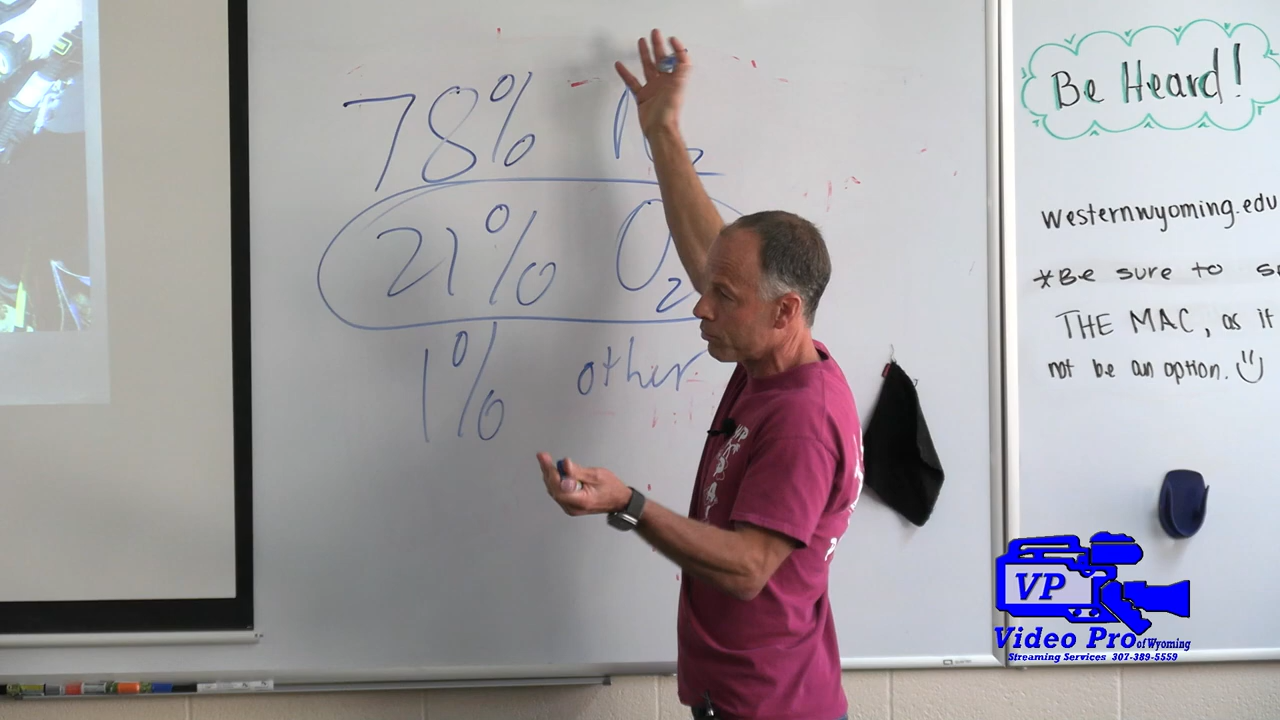 78% N₂
21% O₂
1% other
Be Heard!
westernwyoming.edu
*Be sure to
THE MAC, as it
not be an option.
VP
Video Pro of Wyoming
Streaming Services 307-389-5559